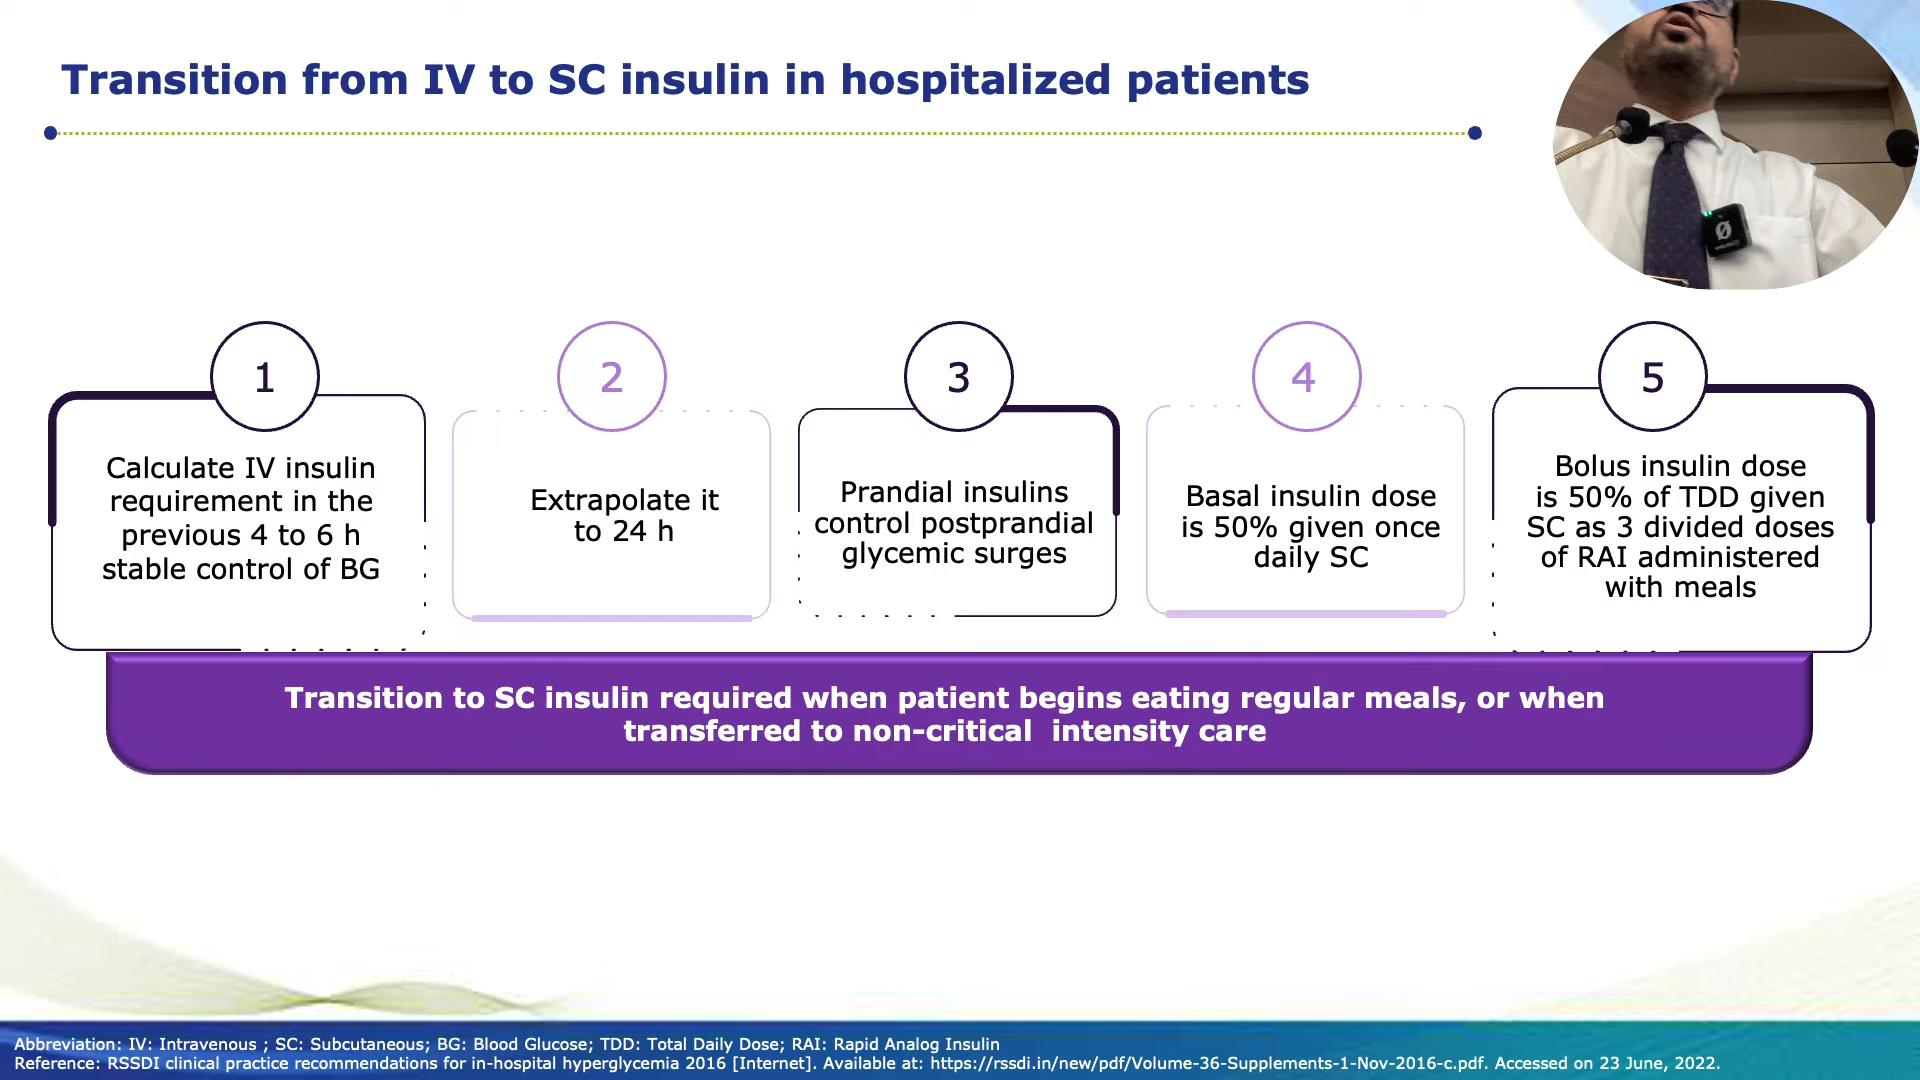 Transition from IV to SC insulin in hospitalized patients
1
Calculate IV insulin
requirement in the
previous 4 to 6 h
stable control of BG
2
Extrapolate it
to 24 h
3
Prandial insulins
control postprandial
glycemic surges
4
Basal insulin dose
is 50% given once
daily SC
5
Bolus insulin dose
is 50% of TDD given
SC as 3 divided doses
of RAI administered
with meals
Transition to SC insulin required when patient begins eating regular meals, or when
transferred to non-critical  intensity care
Abbreviation: IV: Intravenous ; SC: Subcutaneous; BG: Blood Glucose; TDD: Total Daily Dose; RAI: Rapid Analog Insulin
Reference: RSSDI clinical practice recommendations for in-hospital hyperglycemia 2016 [Internet]. Available at: https://rssdi.in/new/pdf/Volume-36-Supplements-1-Nov-2016-c.pdf. Accessed on 23 June, 2022.